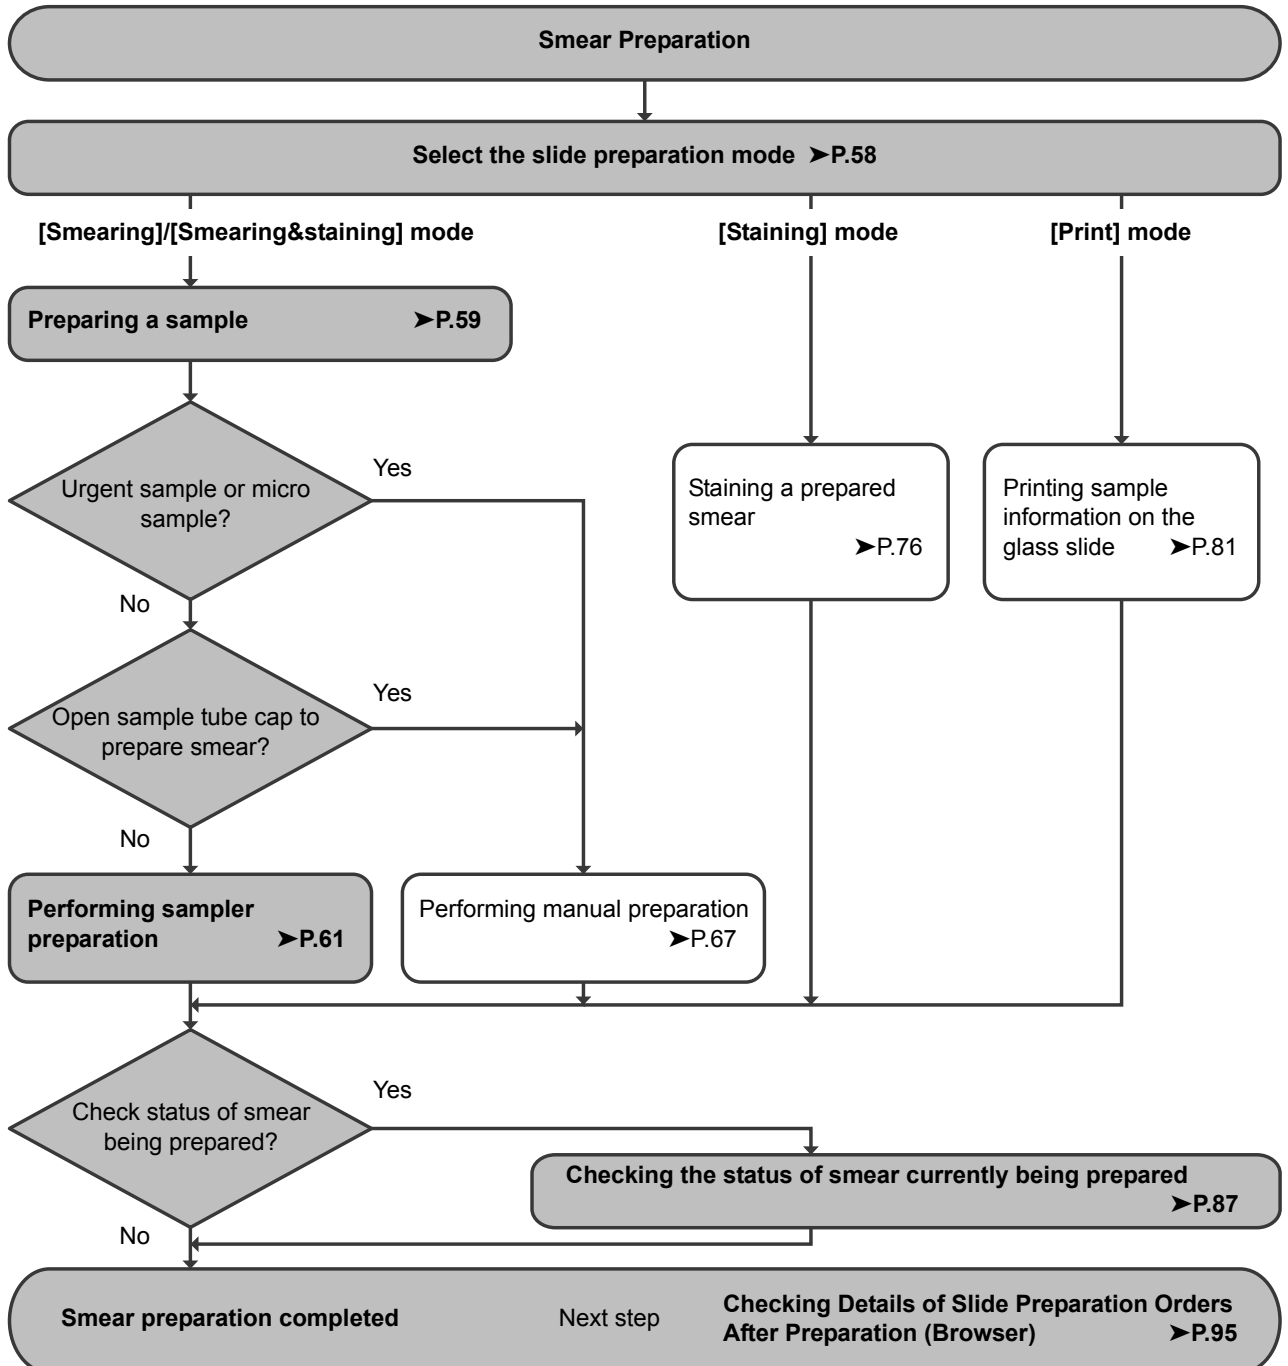 Smear Preparation
Select the slide preparation mode ➤P.58
[Smearing]/[Smearing&staining] mode
[Staining] mode
[Print] mode
Preparing a sample ➤P.59
Urgent sample or micro
sample?
Yes
No
Staining a prepared
smear
➤P.76
Printing sample
information on the
glass slide ➤P.81
Open sample tube cap to
prepare smear?
Yes
No
Performing sampler
preparation ➤P.61
Performing manual preparation
➤P.67
Check status of smear
being prepared?
Yes
No
Checking the status of smear currently being prepared
➤P.87
Smear preparation completed
Next step
Checking Details of Slide Preparation Orders
After Preparation (Browser) ➤P.95